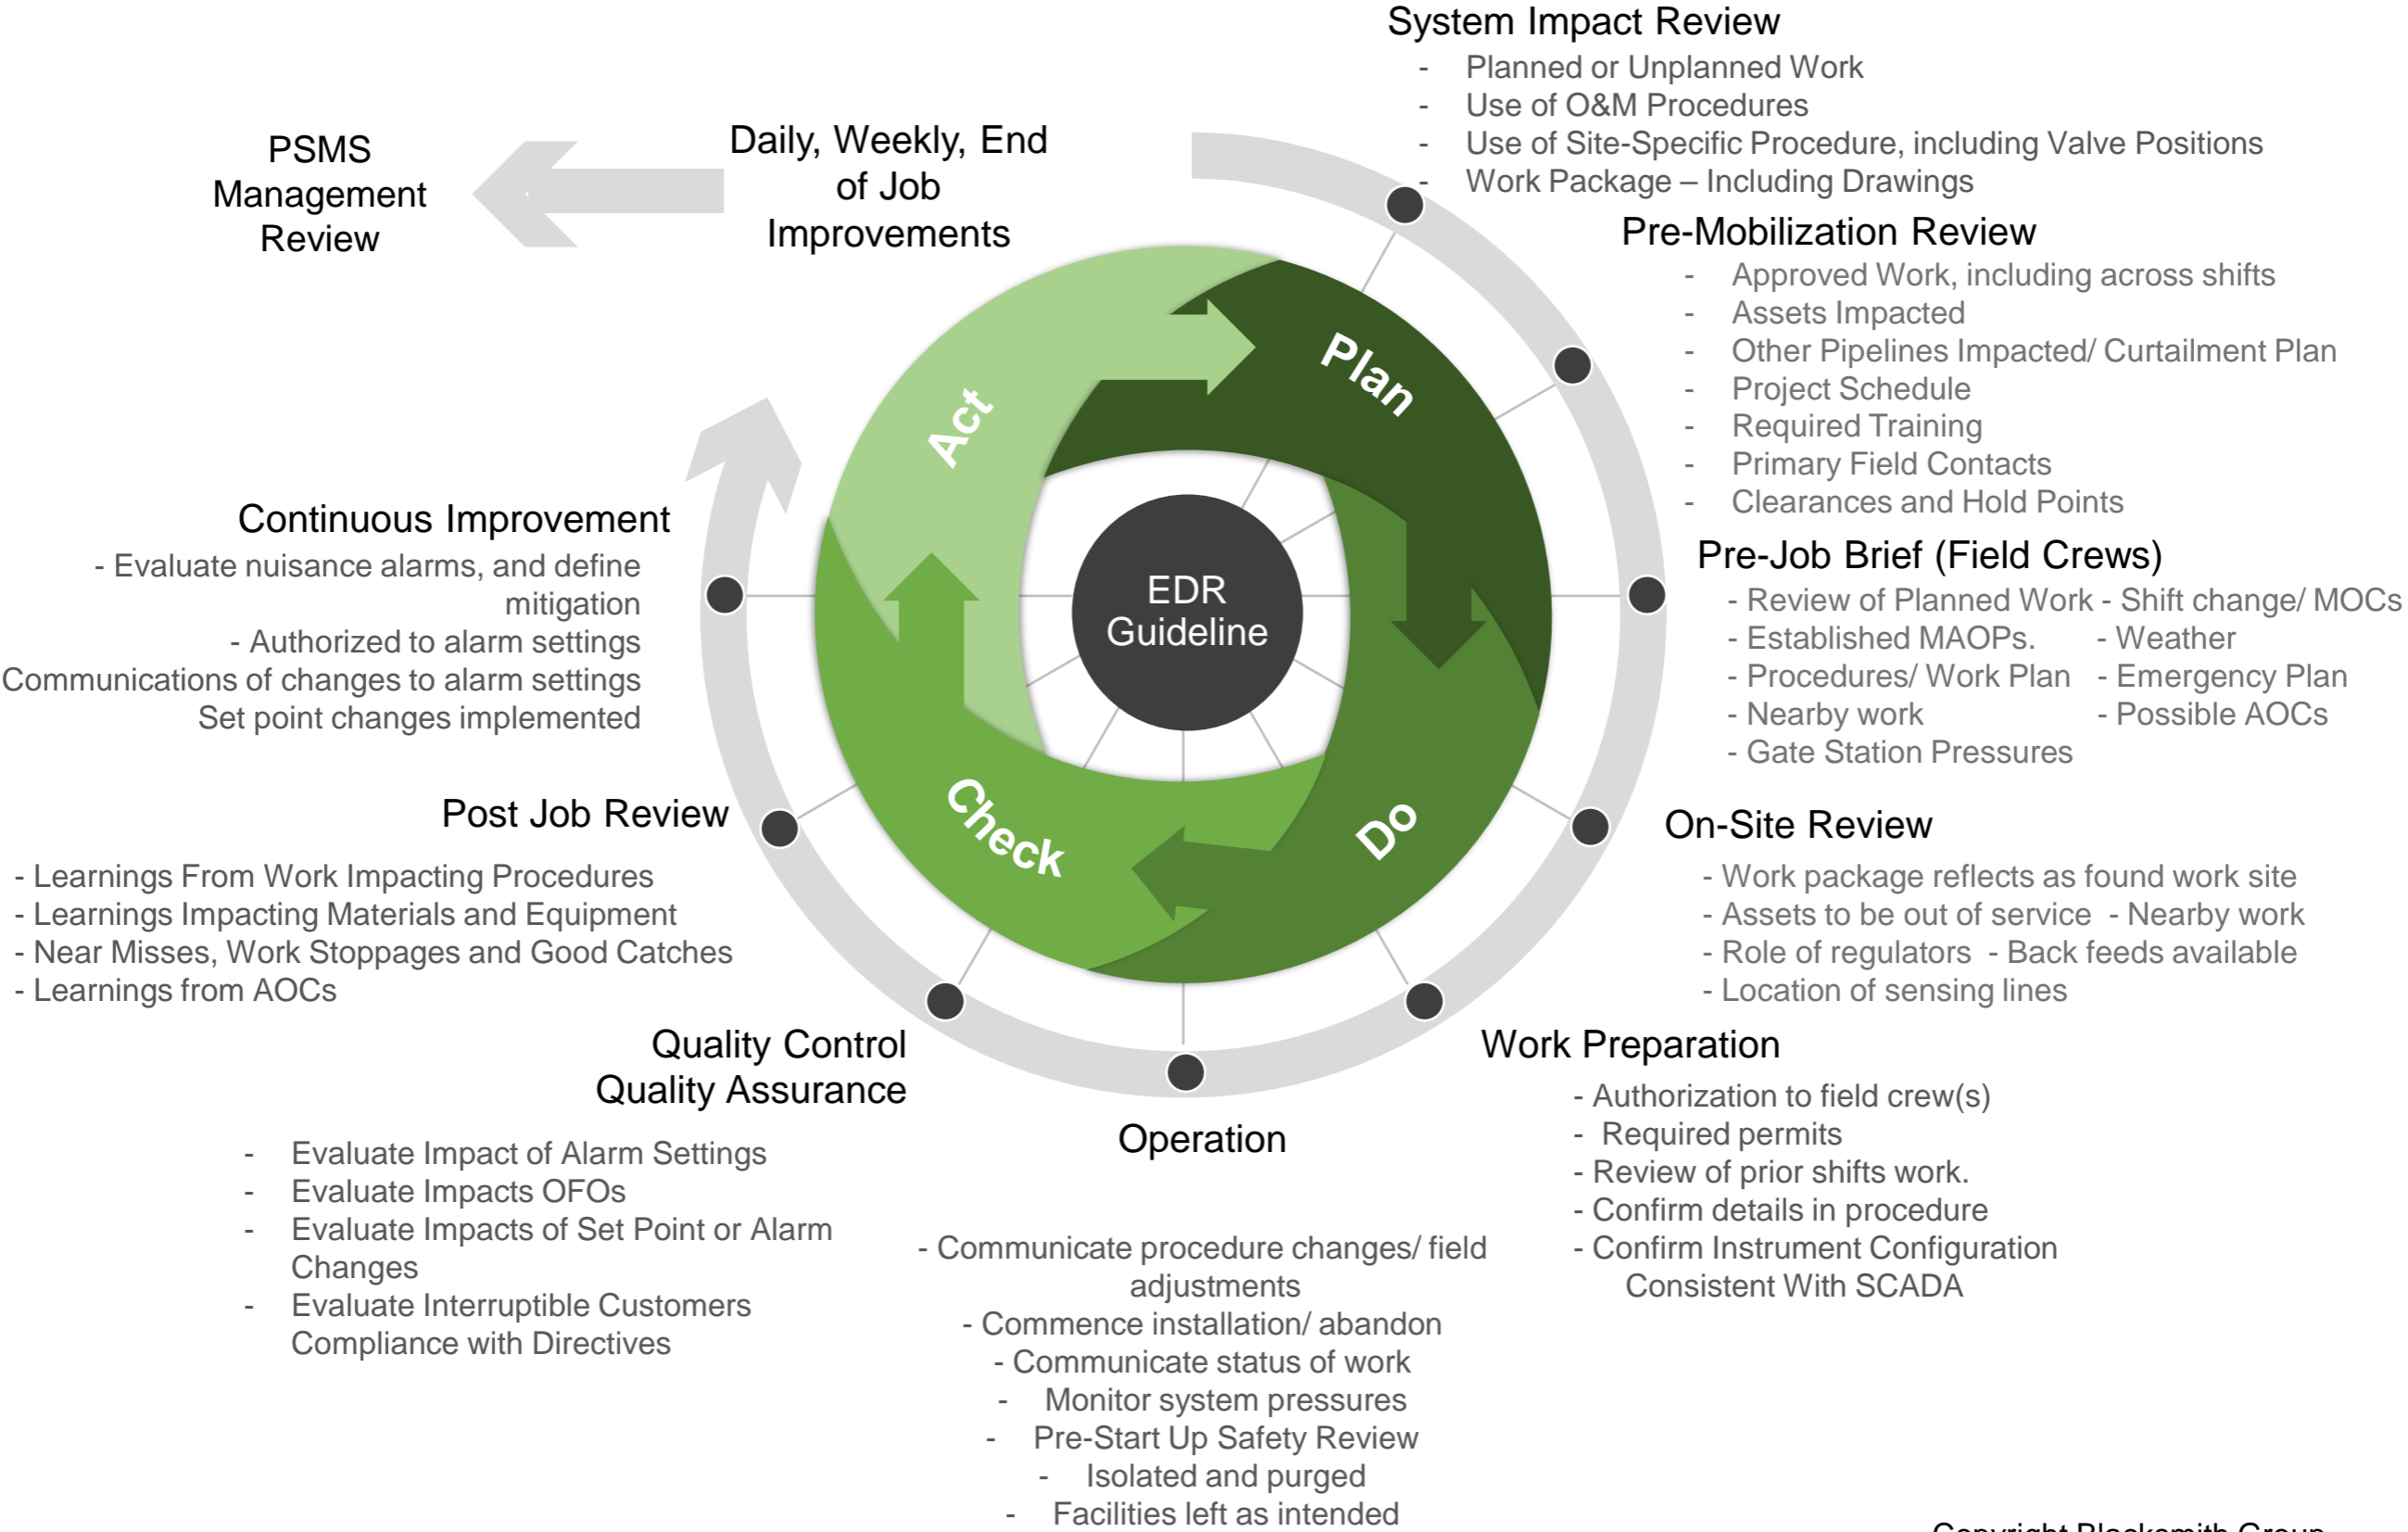 System Impact Review
- Planned or Unplanned Work
- Use of O&M Procedures
- Use of Site-Specific Procedure, including Valve Positions
- Work Package – Including Drawings
PSMS
Management
Review
Daily, Weekly, End
of Job
Improvements
Pre-Mobilization Review
- Approved Work, including across shifts
- Assets Impacted
- Other Pipelines Impacted/ Curtailment Plan
- Project Schedule
- Required Training
- Primary Field Contacts
- Clearances and Hold Points
Plan
Act
Do
Check
EDR
Guideline
Pre-Job Brief (Field Crews)
- Review of Planned Work - Shift change/ MOCs
- Established MAOPs. - Weather
- Procedures/ Work Plan - Emergency Plan
- Nearby work - Possible AOCs
- Gate Station Pressures
On-Site Review
- Work package reflects as found work site
- Assets to be out of service - Nearby work
- Role of regulators - Back feeds available
- Location of sensing lines
Work Preparation
- Authorization to field crew(s)
- Required permits
- Review of prior shifts work.
- Confirm details in procedure
- Confirm Instrument Configuration
Consistent With SCADA
Operation
- Communicate procedure changes/ field
adjustments
- Commence installation/ abandon
- Communicate status of work
- Monitor system pressures
- Pre-Start Up Safety Review
- Isolated and purged
- Facilities left as intended
Quality Control
Quality Assurance
- Evaluate Impact of Alarm Settings
- Evaluate Impacts OFOs
- Evaluate Impacts of Set Point or Alarm
Changes
- Evaluate Interruptible Customers
Compliance with Directives
Post Job Review
- Learnings From Work Impacting Procedures
- Learnings Impacting Materials and Equipment
- Near Misses, Work Stoppages and Good Catches
- Learnings from AOCs
Continuous Improvement
- Evaluate nuisance alarms, and define
mitigation
- Authorized to alarm settings
Communications of changes to alarm settings
Set point changes implemented
Copyright Blacksmith Group